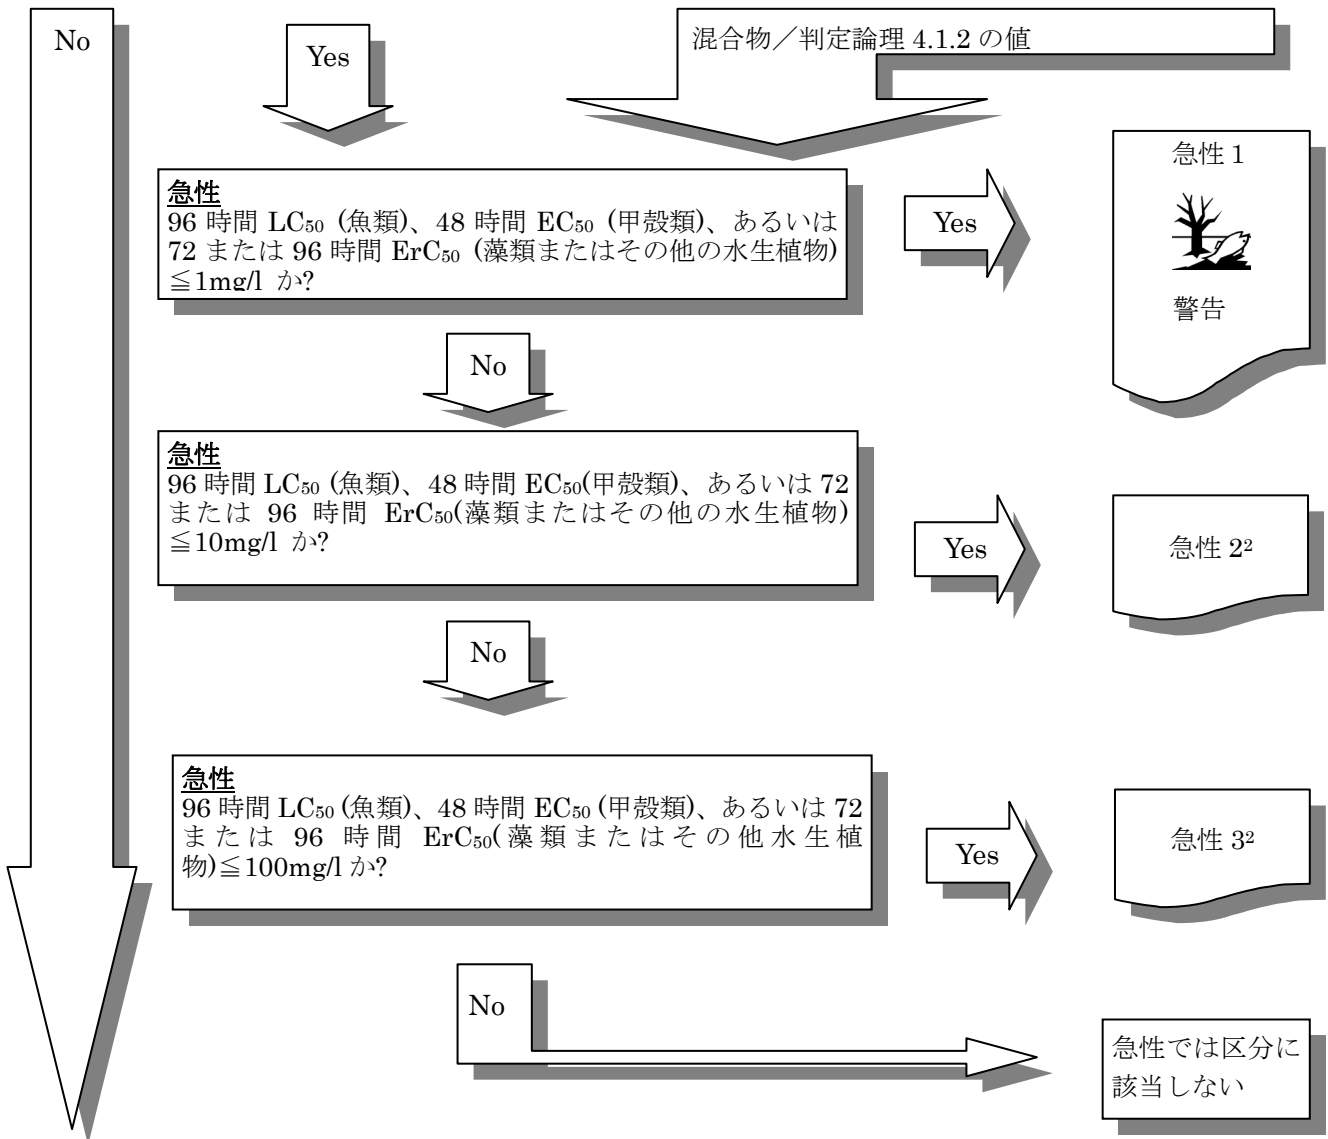 No
Yes
混合物／判定論理 4.1.2 の値
急性
96 時間 LC₅₀ (魚類)、48 時間 EC₅₀ (甲殻類)、あるいは
72 または 96 時間 ErC₅₀ (藻類またはその他の水生植物)
≦1mg/l か?
Yes
急性 1
警告
No
急性
96 時間 LC₅₀ (魚類)、48 時間 EC₅₀(甲殻類)、あるいは 72
または 96 時間 ErC₅₀(藻類またはその他の水生植物)
≦10mg/l か?
Yes
急性 2²
No
急性
96 時間 LC₅₀ (魚類)、48 時間 EC₅₀ (甲殻類)、あるいは 72
または 96 時間 ErC₅₀(藻類またはその他水生植
物)≦100mg/l か?
Yes
急性 3²
No
急性では区分に
該当しない